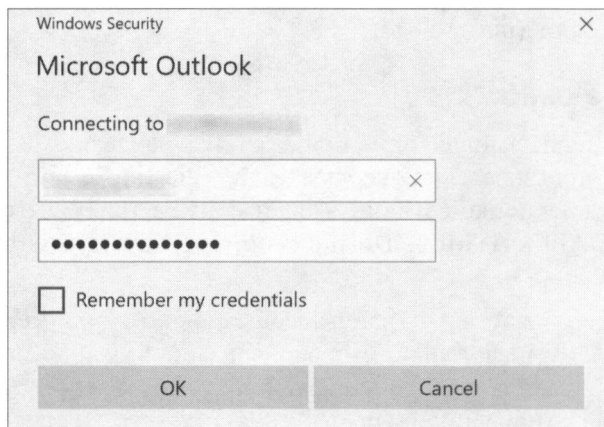 Windows Security
Microsoft Outlook
Connecting to
●●●●●●●●●●●●●●
Remember my credentials
OK
Cancel